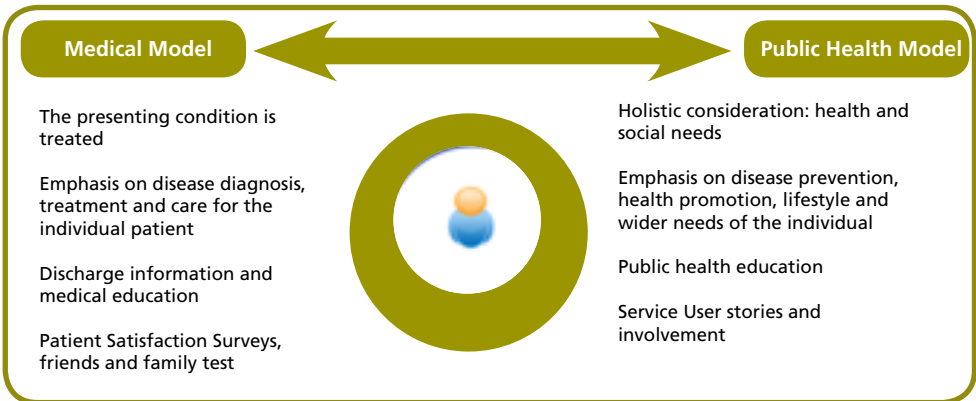 Medical Model
Public Health Model
The presenting condition is
treated
Emphasis on disease diagnosis,
treatment and care for the
individual patient
Discharge information and
medical education
Patient Satisfaction Surveys,
friends and family test
Holistic consideration: health and
social needs
Emphasis on disease prevention,
health promotion, lifestyle and
wider needs of the individual
Public health education
Service User stories and
involvement